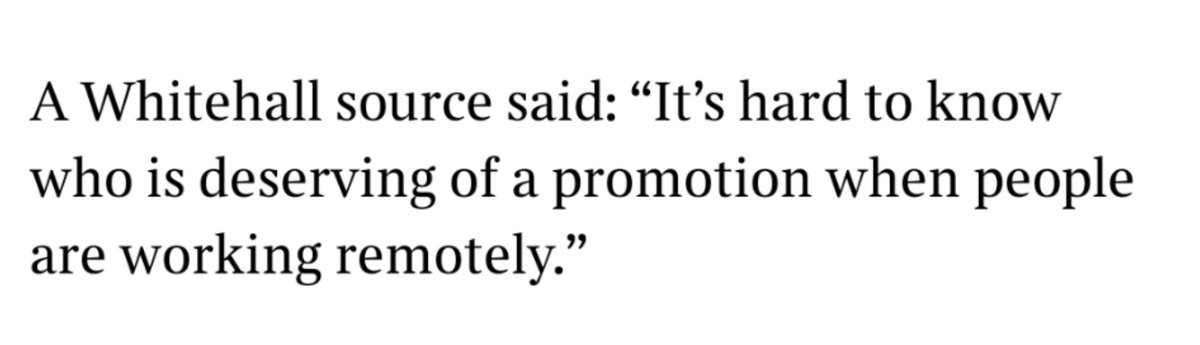 A Whitehall source said: “It’s hard to know
who is deserving of a promotion when people
are working remotely.”